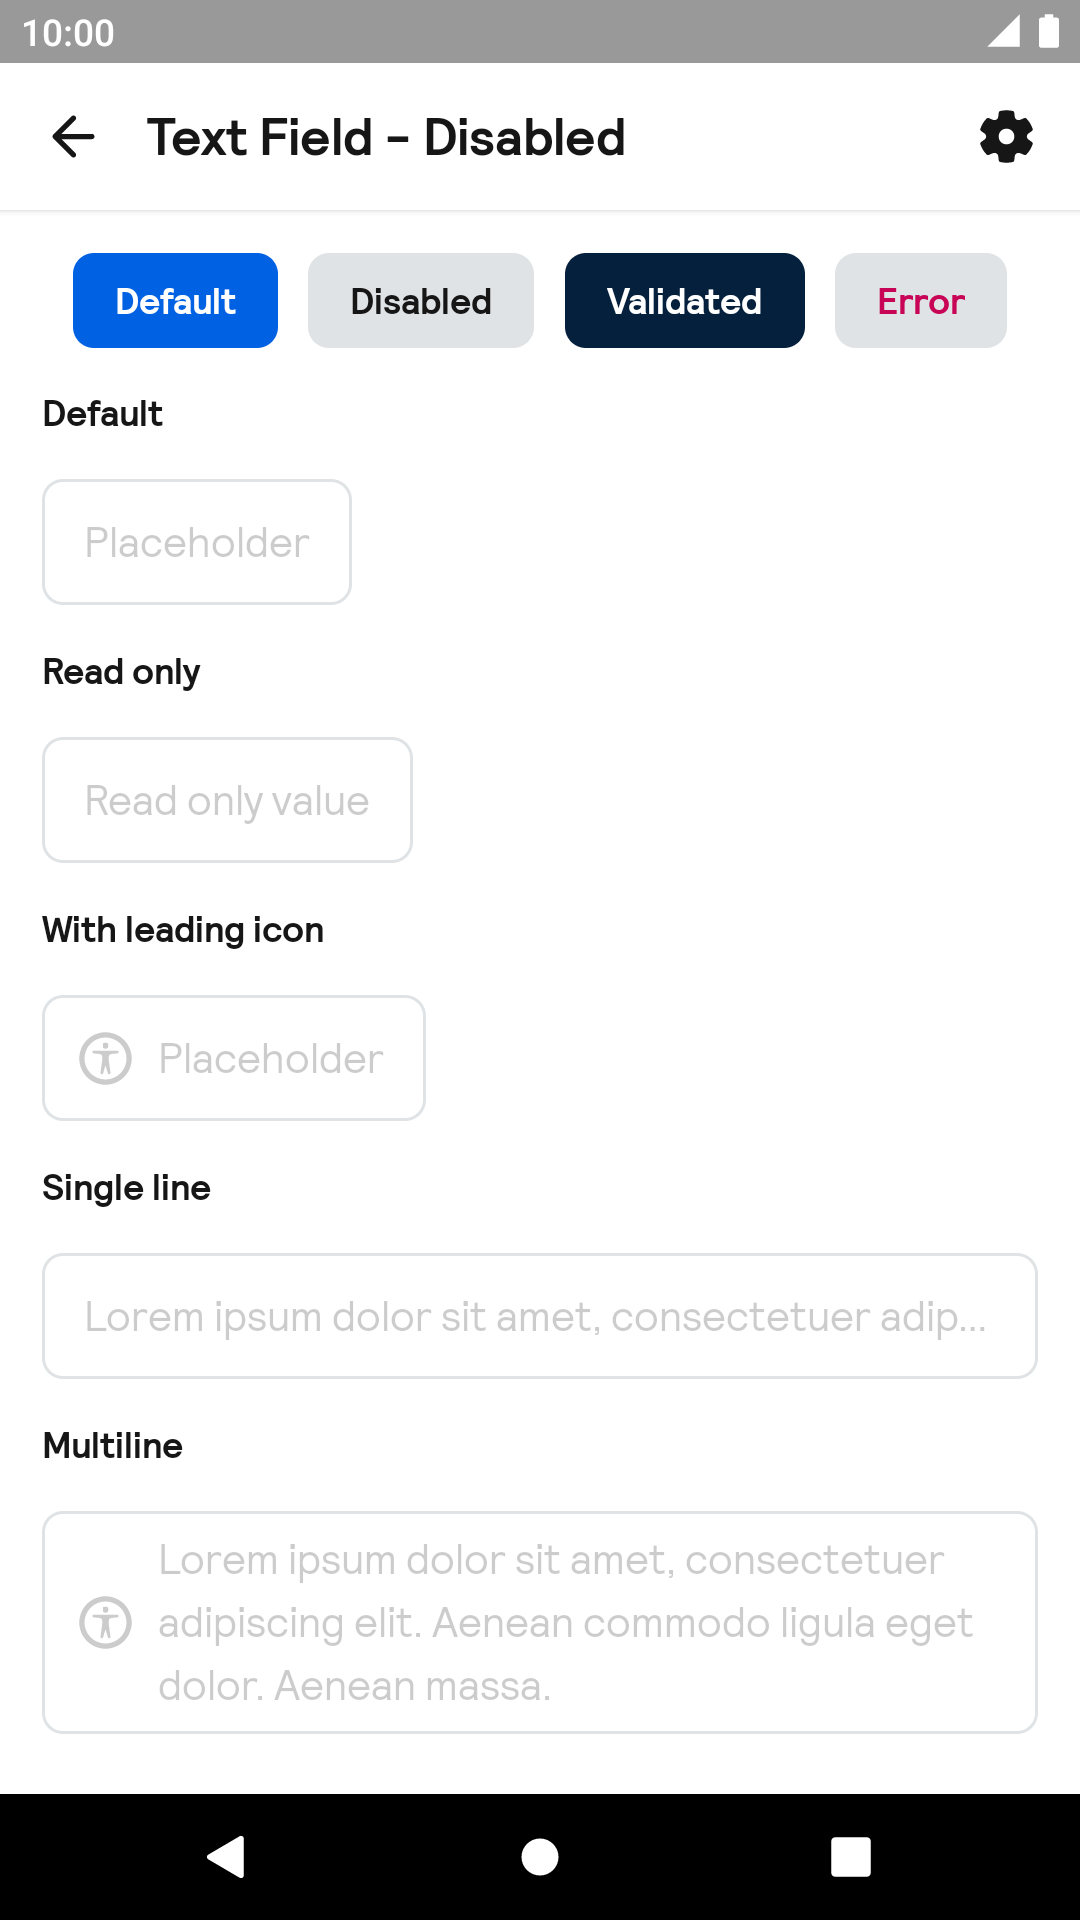 10:00
Text Field - Disabled
Default
Disabled
Validated
Error
Default
Placeholder
Read only
Read only value
With leading icon
Placeholder
Single line
Lorem ipsum dolor sit amet, consectetuer adip...
Multiline
Lorem ipsum dolor sit amet, consectetuer
adipiscing elit. Aenean commodo ligula eget
dolor. Aenean massa.